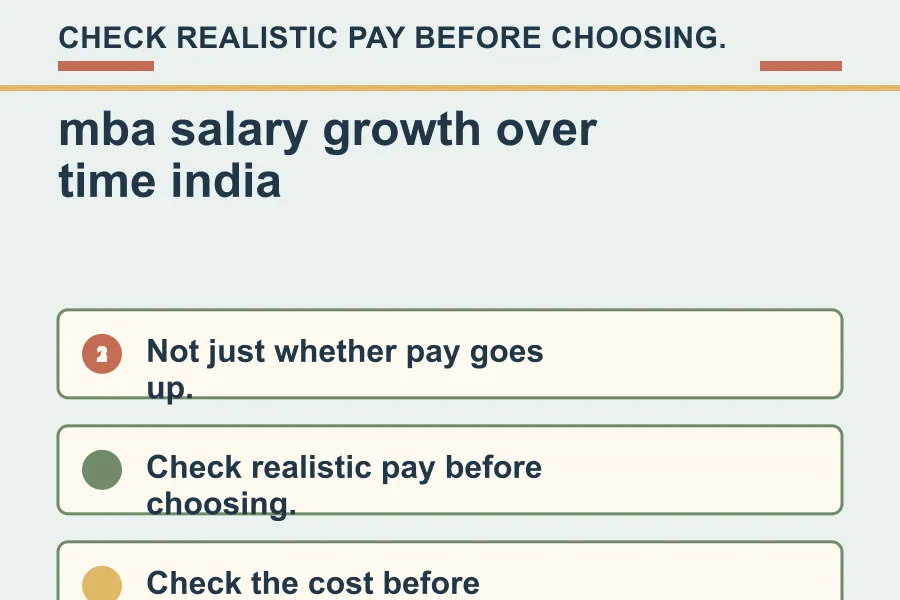 CHECK REALISTIC PAY BEFORE CHOOSING.
mba salary growth over
time india
Not just whether pay goes
up.
Check realistic pay before
choosing.
Check the cost before